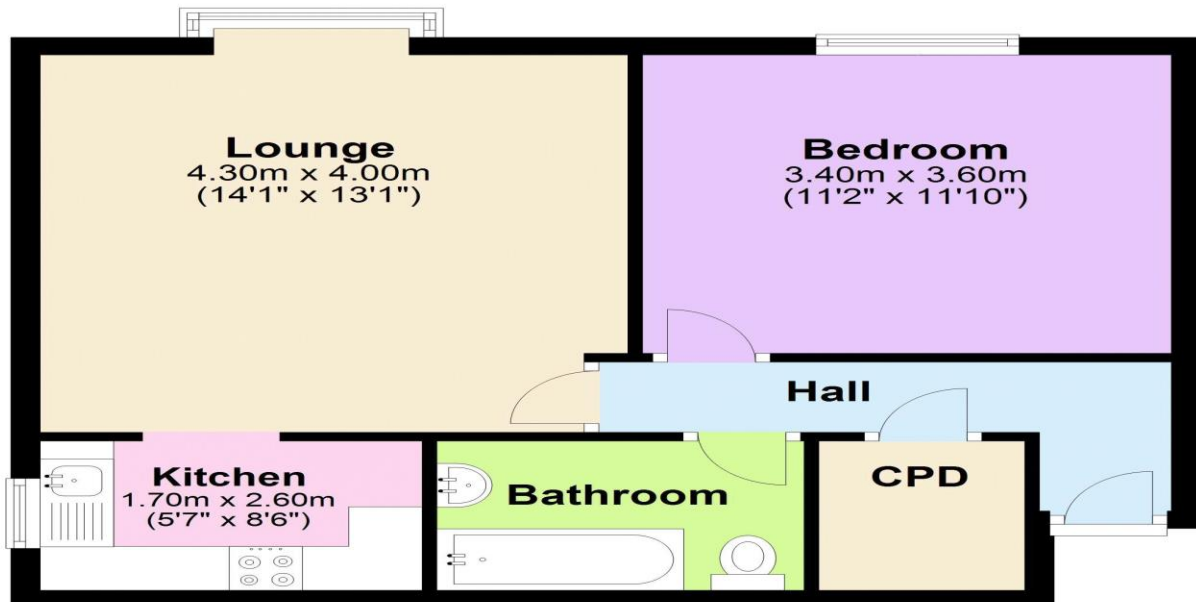 Lounge
4.30m x 4.00m
(14'1" x 13'1")
Bedroom
3.40m x 3.60m
(11'2" x 11'10")
Hall
Kitchen
1.70m x 2.60m
(5'7" x 8'6")
Bathroom
CPD